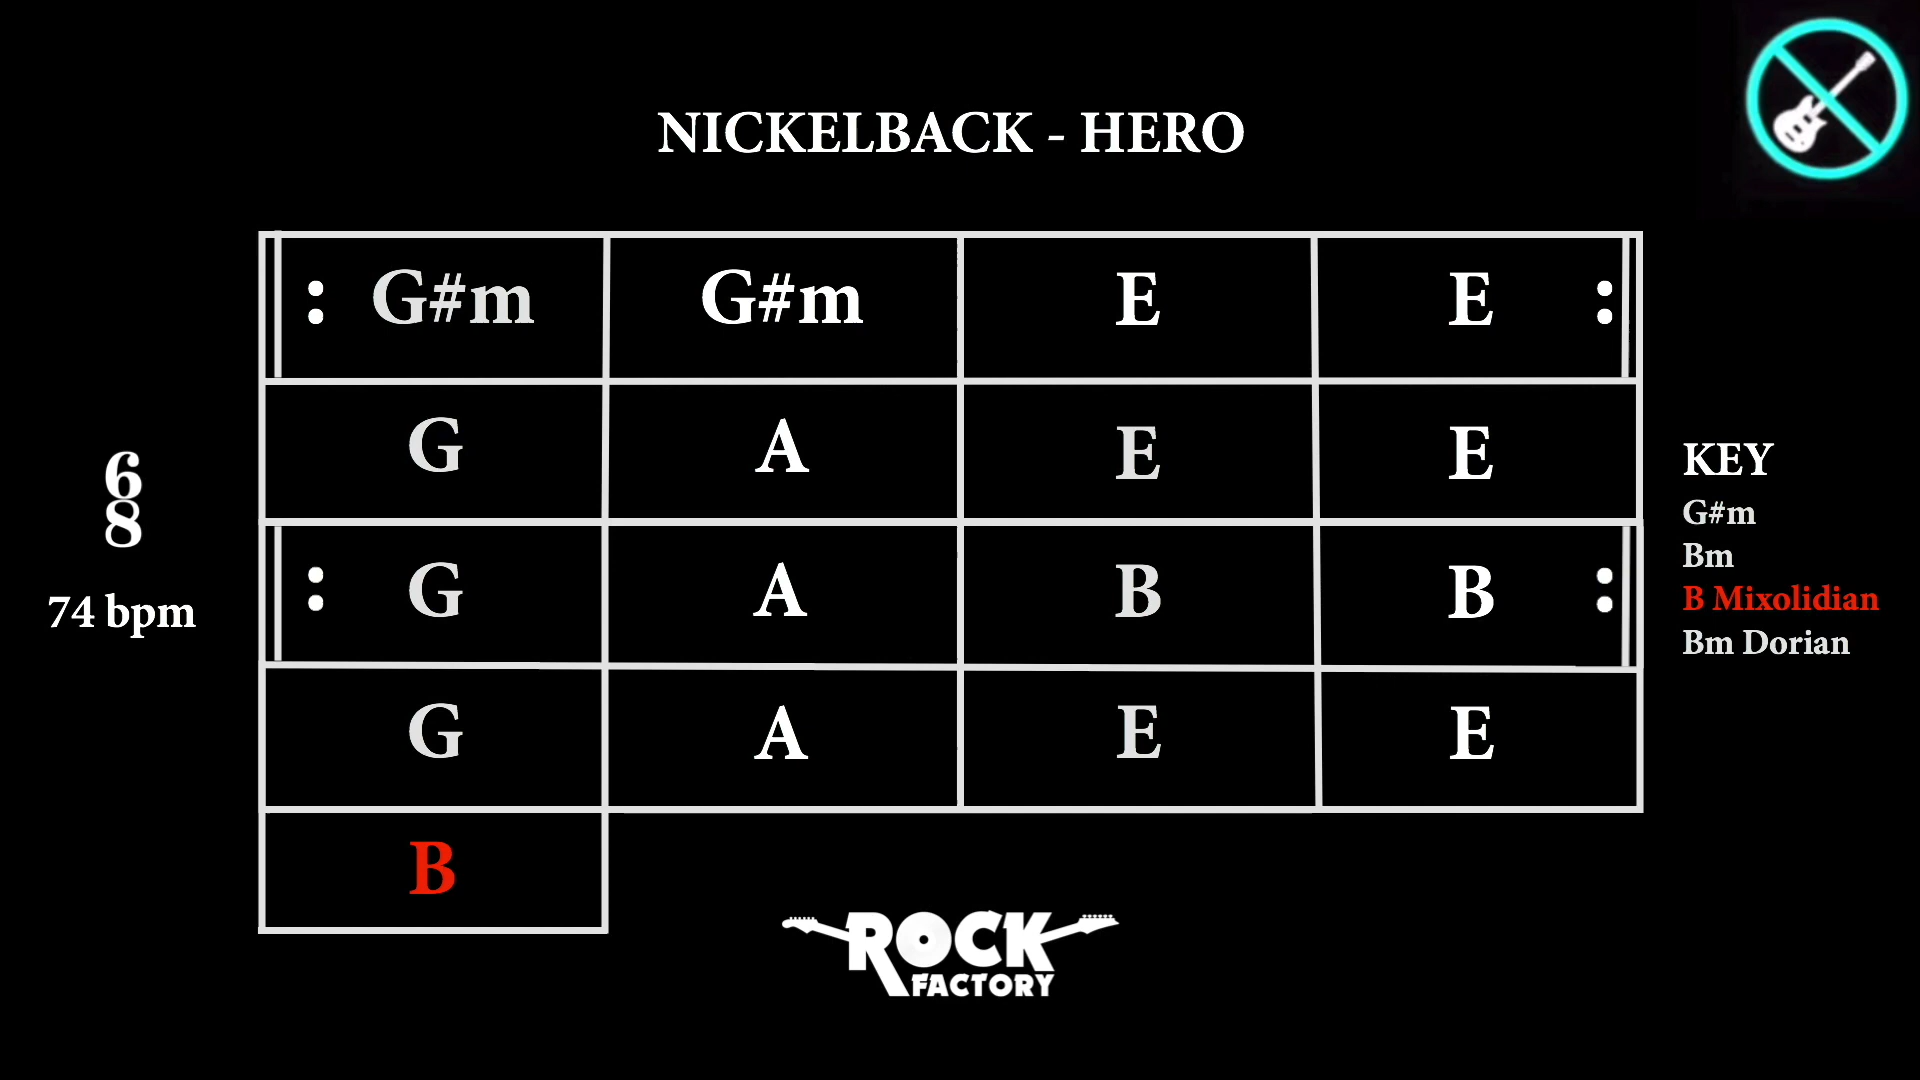 NICKELBACK - HERO
: G#m G#m E E :
G A E E
: G A B B :
G A E E
B
6
8
74 bpm
KEY
G#m
Bm
B Mixolidian
Bm Dorian
ROCK
FACTORY